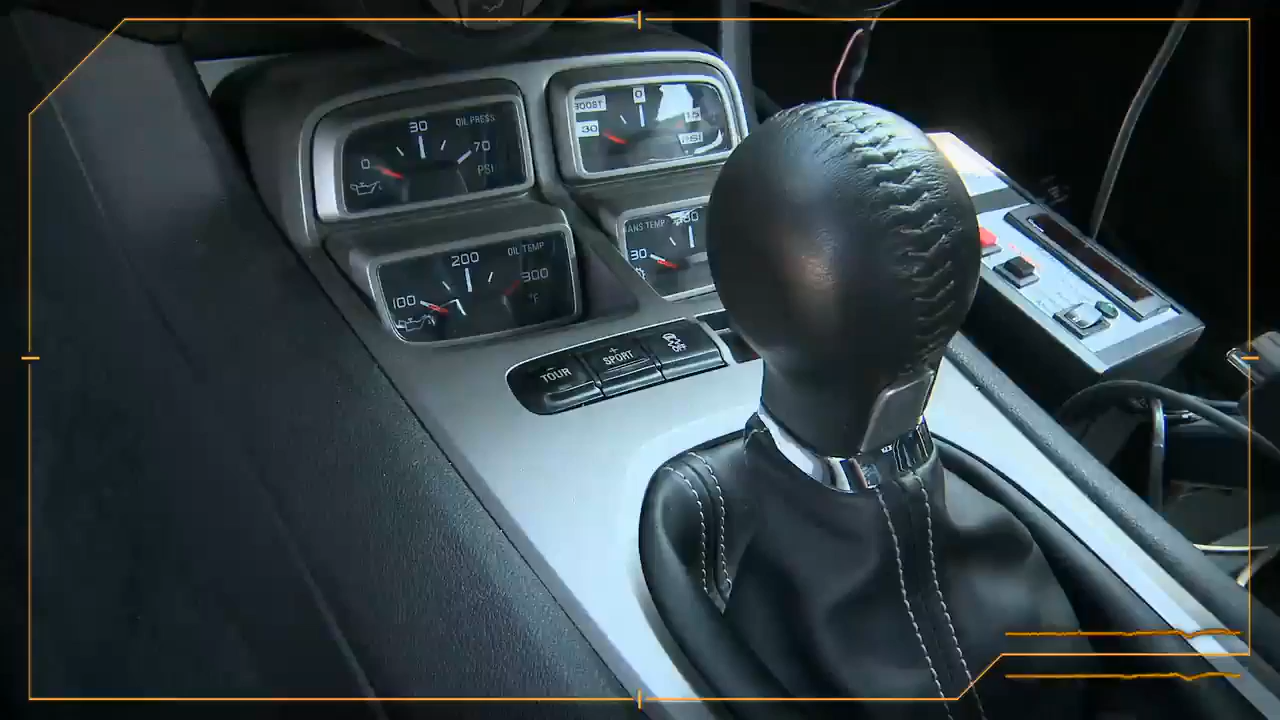 OIL PRESS
0 30 70
PSI
BOOST
30 0 15
PSI
OIL TEMP
100 200 300
°F
TRANS TEMP
TOUR
- 
SPORT
+
OFF